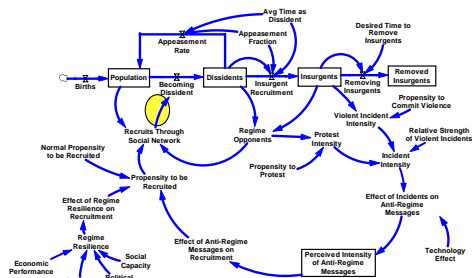 Avg Time as
Dissident
Appeasement
Rate
Appeasement
Fraction
Desired Time to
Remove
Insurgents
Births
Population
Becoming
Dissident
Dissidents
Insurgent
Recruitment
Insurgents
Removing
Insurgents
Removed
Insurgents
Recruits Through
Social Network
Regime
Opponents
Protest
Intensity
Violent Incident
Intensity
Propensity to
Commit Violence
Relative Strength
of Violent Incidents
Incident
Intensity
Normal Propensity
to be Recruited
Propensity to be
Recruited
Propensity to
Protest
Effect of Regime
Resilience on
Recruitment
Effect of Incidents on
Anti-Regime
Messages
Regime
Resilience
Social
Capacity
Economic
Performance
Political
Effect of Anti-Regime
Messages on
Recruitment
Perceived Intensity
of Anti-Regime
Messages
Technology
Effect